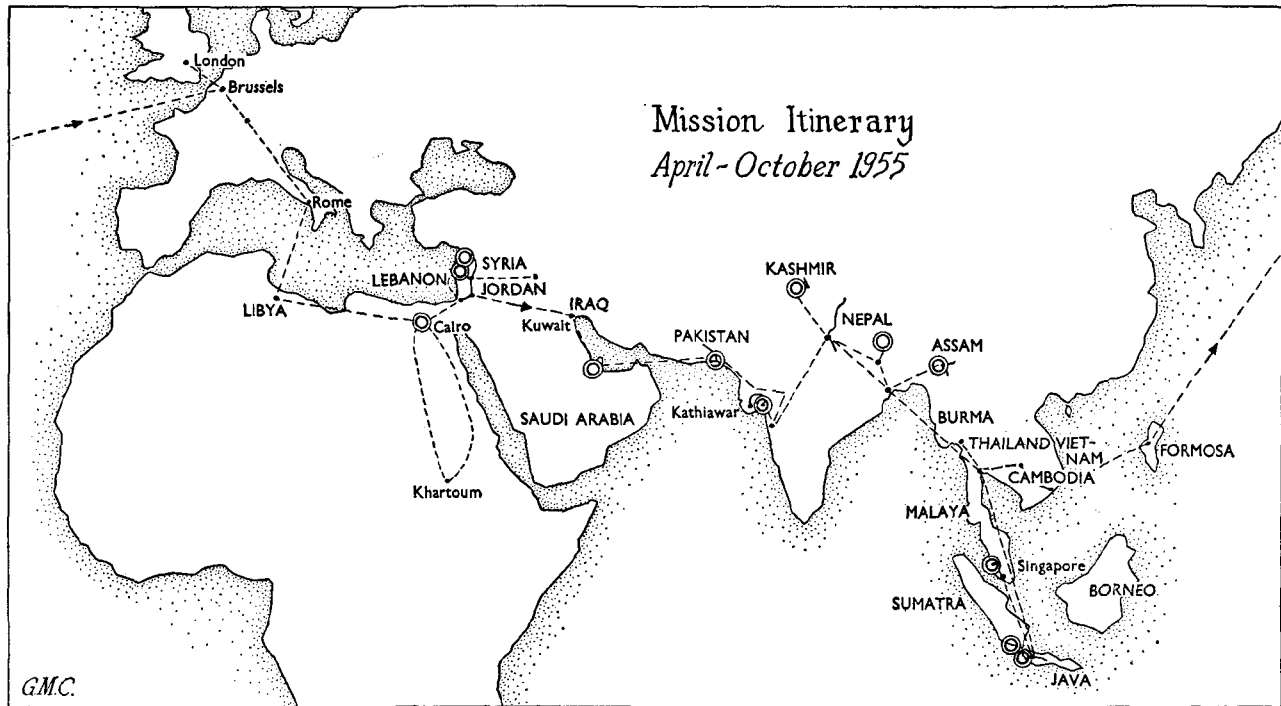 London
Brussels
Mission Itinerary
April - October 1955
Rome
KASHMIR
SYRIA
LEBANON
JORDAN
LIBYA
IRAQ
Kuwait
Cairo
NEPAL
PAKISTAN
ASSAM
Kathiawar
SAUDI ARABIA
BURMA
THAILAND
VIET-
NAM
FORMOSA
CAMBODIA
Khartoum
MALAYA
Singapore
BORNEO
SUMATRA
JAVA
G.M.C.